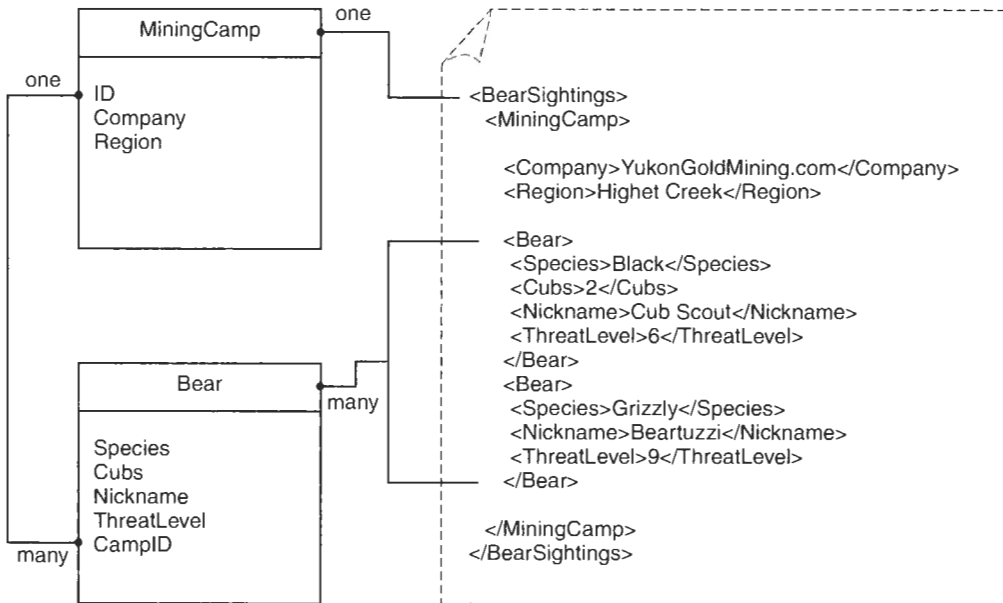 MiningCamp
one
one
ID
Company
Region
Bear
many
Species
Cubs
Nickname
ThreatLevel
CampID
many
<BearSightings>
<MiningCamp>
<Company>YukonGoldMining.com</Company>
<Region>Highet Creek</Region>
<Bear>
<Species>Black</Species>
<Cubs>2</Cubs>
<Nickname>Cub Scout</Nickname>
<ThreatLevel>6</ThreatLevel>
</Bear>
<Bear>
<Species>Grizzly</Species>
<Nickname>Beartuzzi</Nickname>
<ThreatLevel>9</ThreatLevel>
</Bear>
</MiningCamp>
</BearSightings>